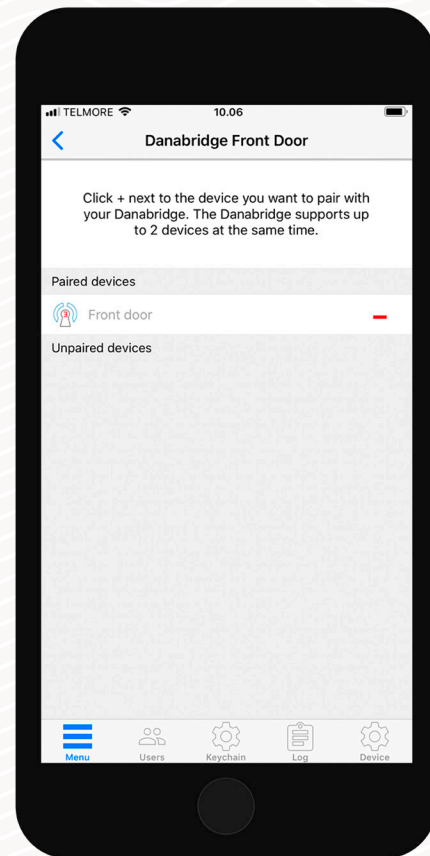 TELMORE 10.06
Danabridge Front Door
Click + next to the device you want to pair with
your Danabridge. The Danabridge supports up
to 2 devices at the same time.
Paired devices
Front door
Unpaired devices
Menu Users Keychain Log Device